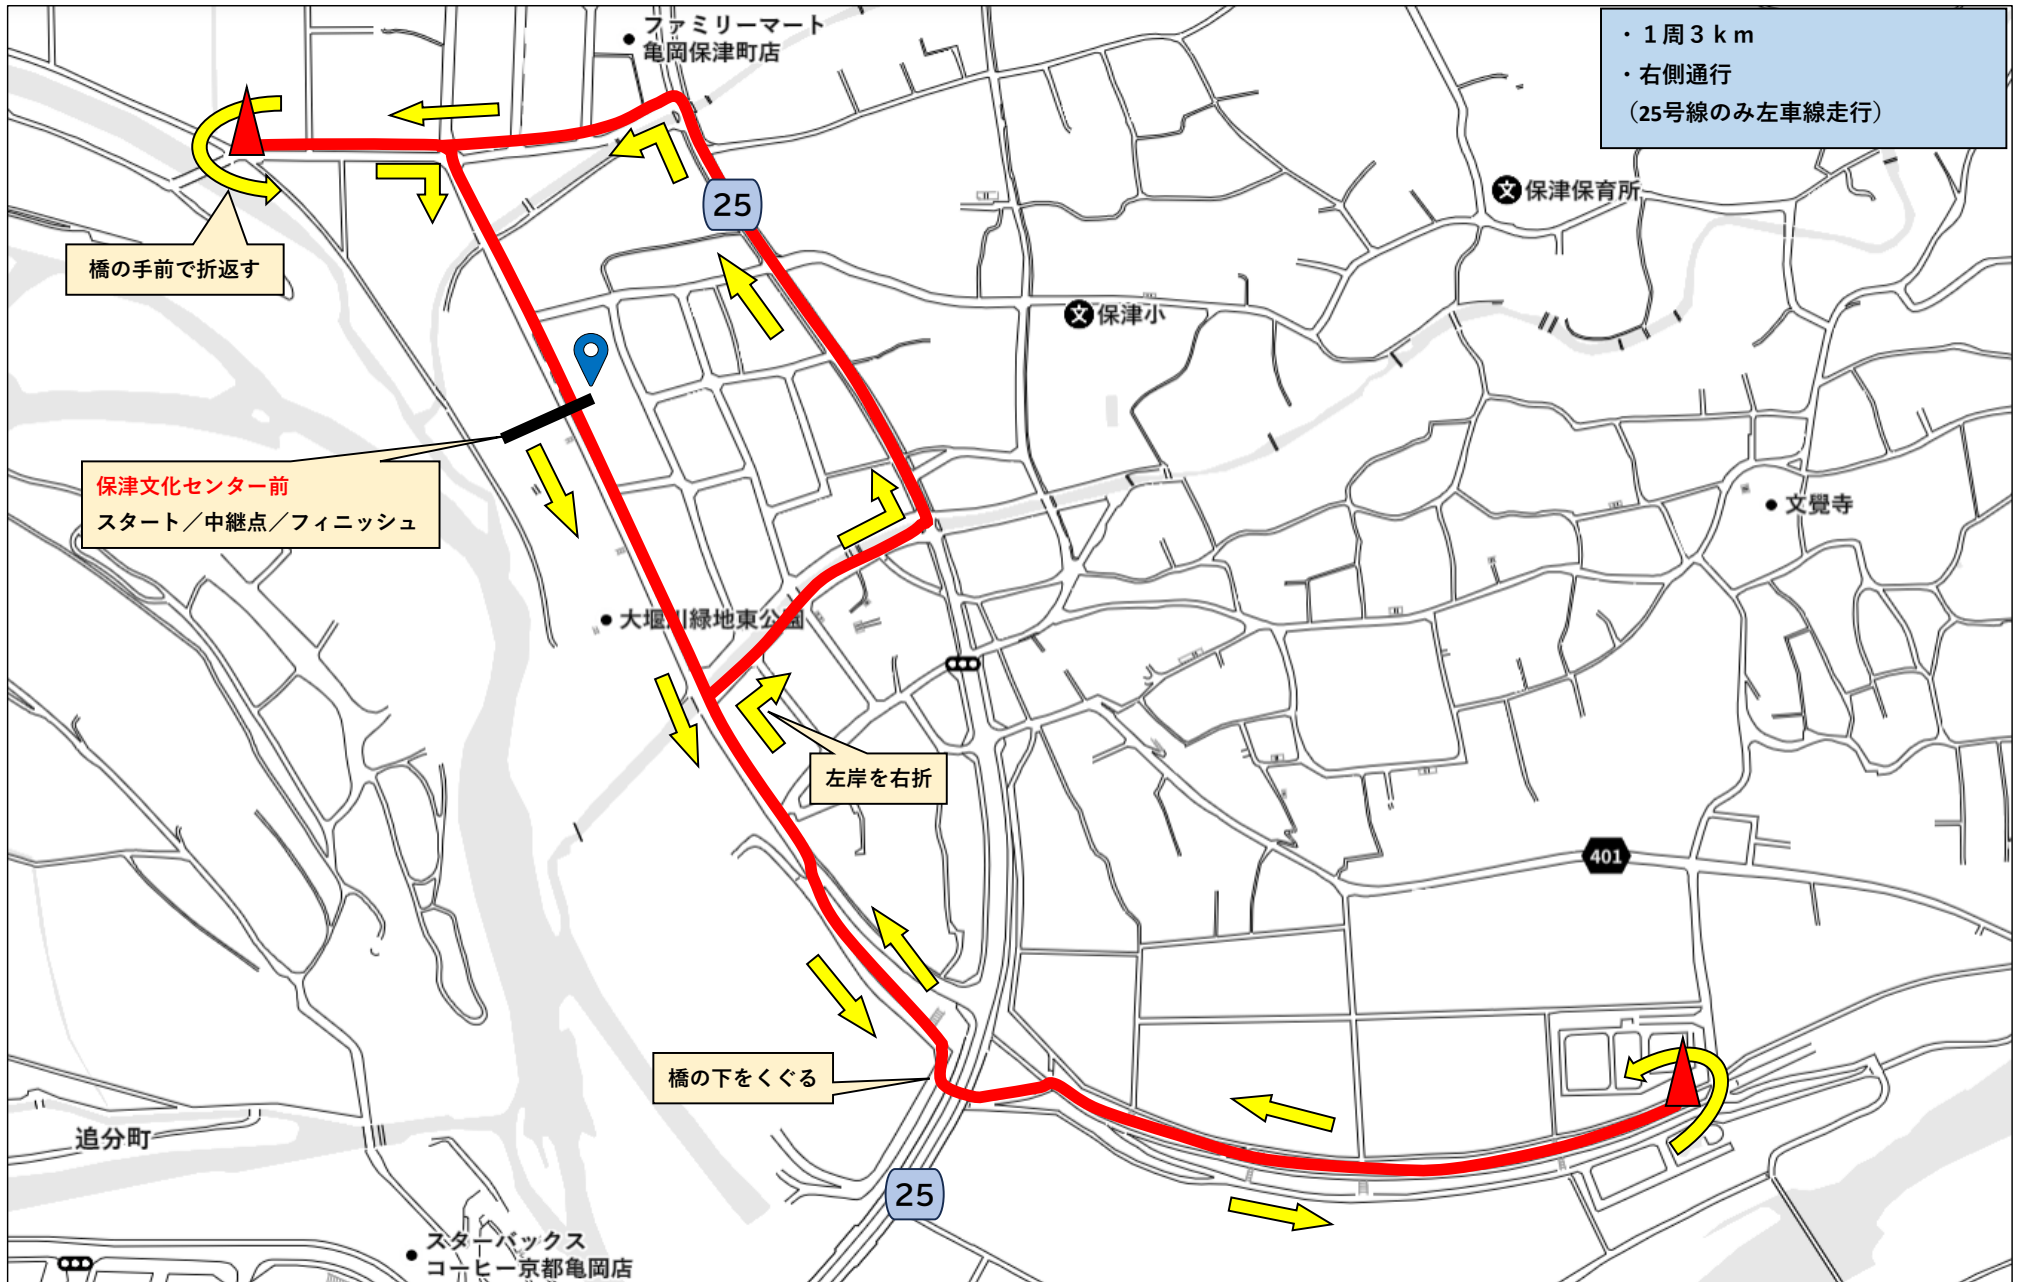 ファミリーマート
亀岡保津町店
・１周３ｋｍ
・右側通行
（25号線のみ左車線走行）
文 保津保育所
25
橋の手前で折返す
文 保津小
保津文化センター前
スタート／中継点／フィニッシュ
文覺寺
大堰川緑地東公園
左岸を右折
401
橋の下をくぐる
追分町
25
スターバックス
コーヒー京都亀岡店